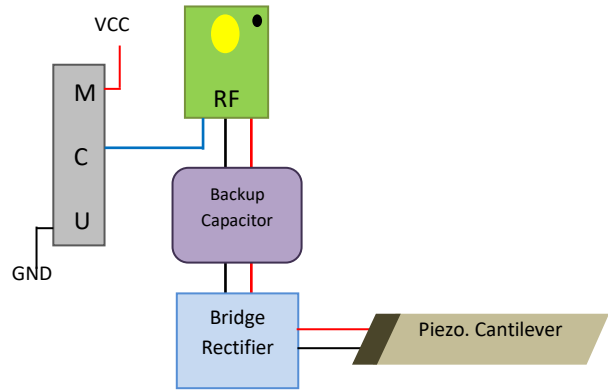 VCC
M
C
U
GND
RF
Backup
Capacitor
Bridge
Rectifier
Piezo. Cantilever